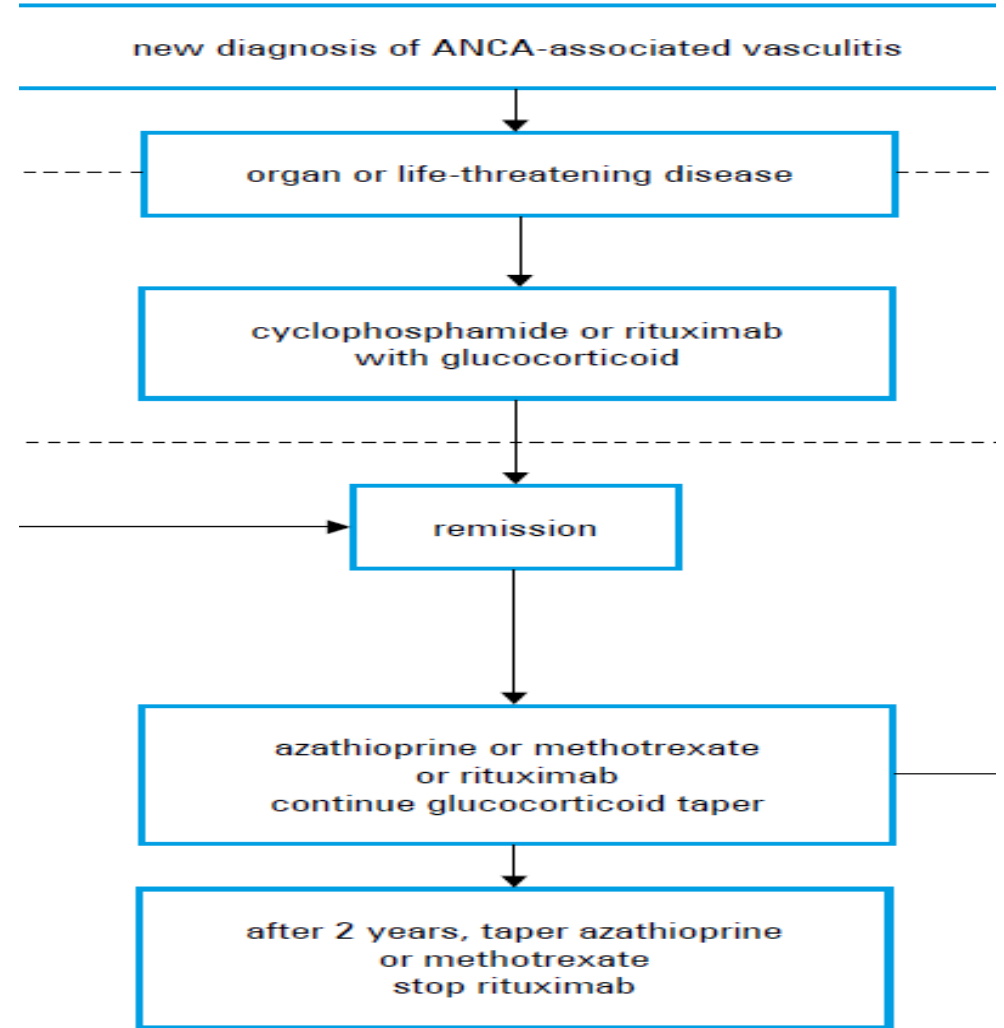 new diagnosis of ANCA-associated vasculitis
organ or life-threatening disease
cyclophosphamide or rituximab
with glucocorticoid
remission
azathioprine or methotrexate
or rituximab
continue glucocorticoid taper
after 2 years, taper azathioprine
or methotrexate
stop rituximab